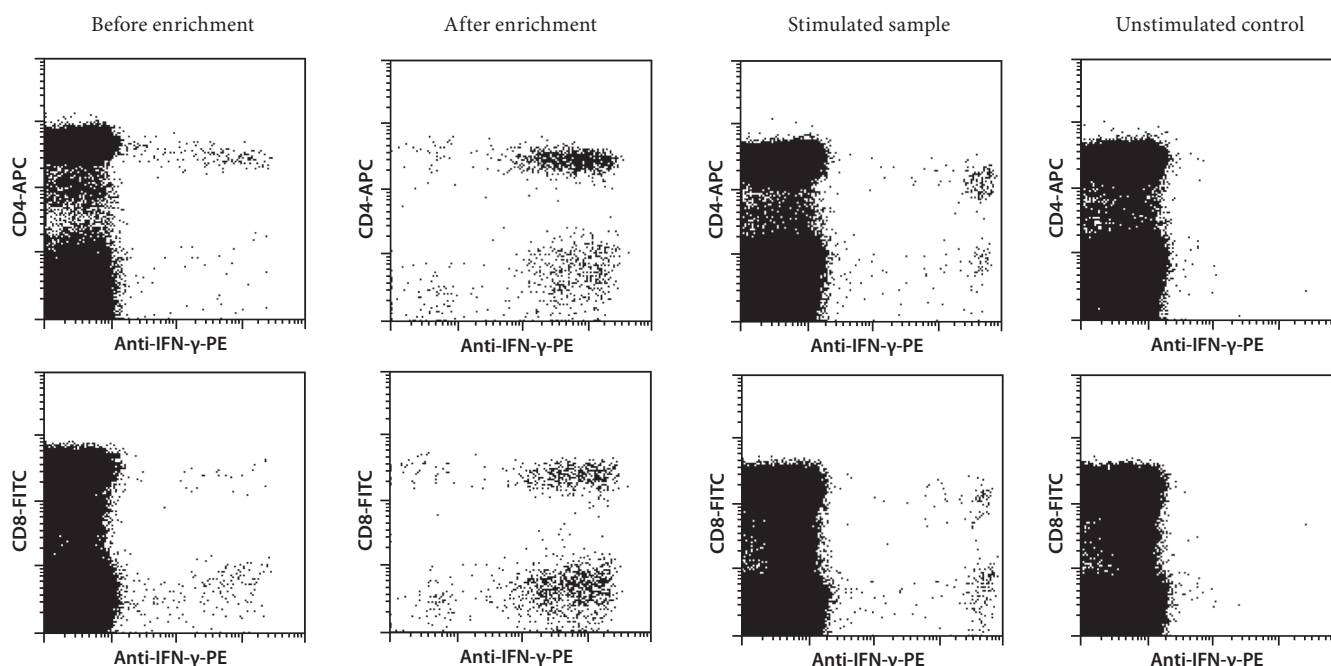 Before enrichment
After enrichment
Stimulated sample
Unstimulated control
CD4-APC
CD4-APC
CD4-APC
CD4-APC
Anti-IFN-γ-PE
Anti-IFN-γ-PE
Anti-IFN-γ-PE
Anti-IFN-γ-PE
CD8-FITC
CD8-FITC
CD8-FITC
CD8-FITC
Anti-IFN-γ-PE
Anti-IFN-γ-PE
Anti-IFN-γ-PE
Anti-IFN-γ-PE